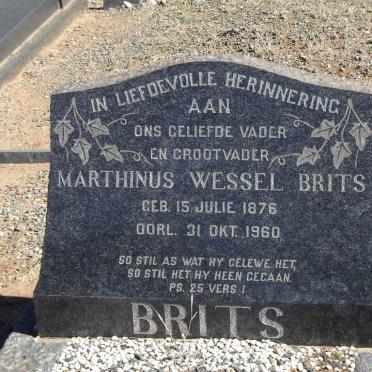 IN LIEFDEVOLLE HERINNERING
AAN
ONS GELIEFDE VADER
EN GROOTVADER
MARTHINUS WESSEL BRITS
GEB. 15 JULIE 1876
OORL. 31 OKT. 1960
SO STIL AS WAT HY GELEWE HET,
SO STIL HET HY HEEN GEGAAN.
PS. 25 VERS 1
BRITS